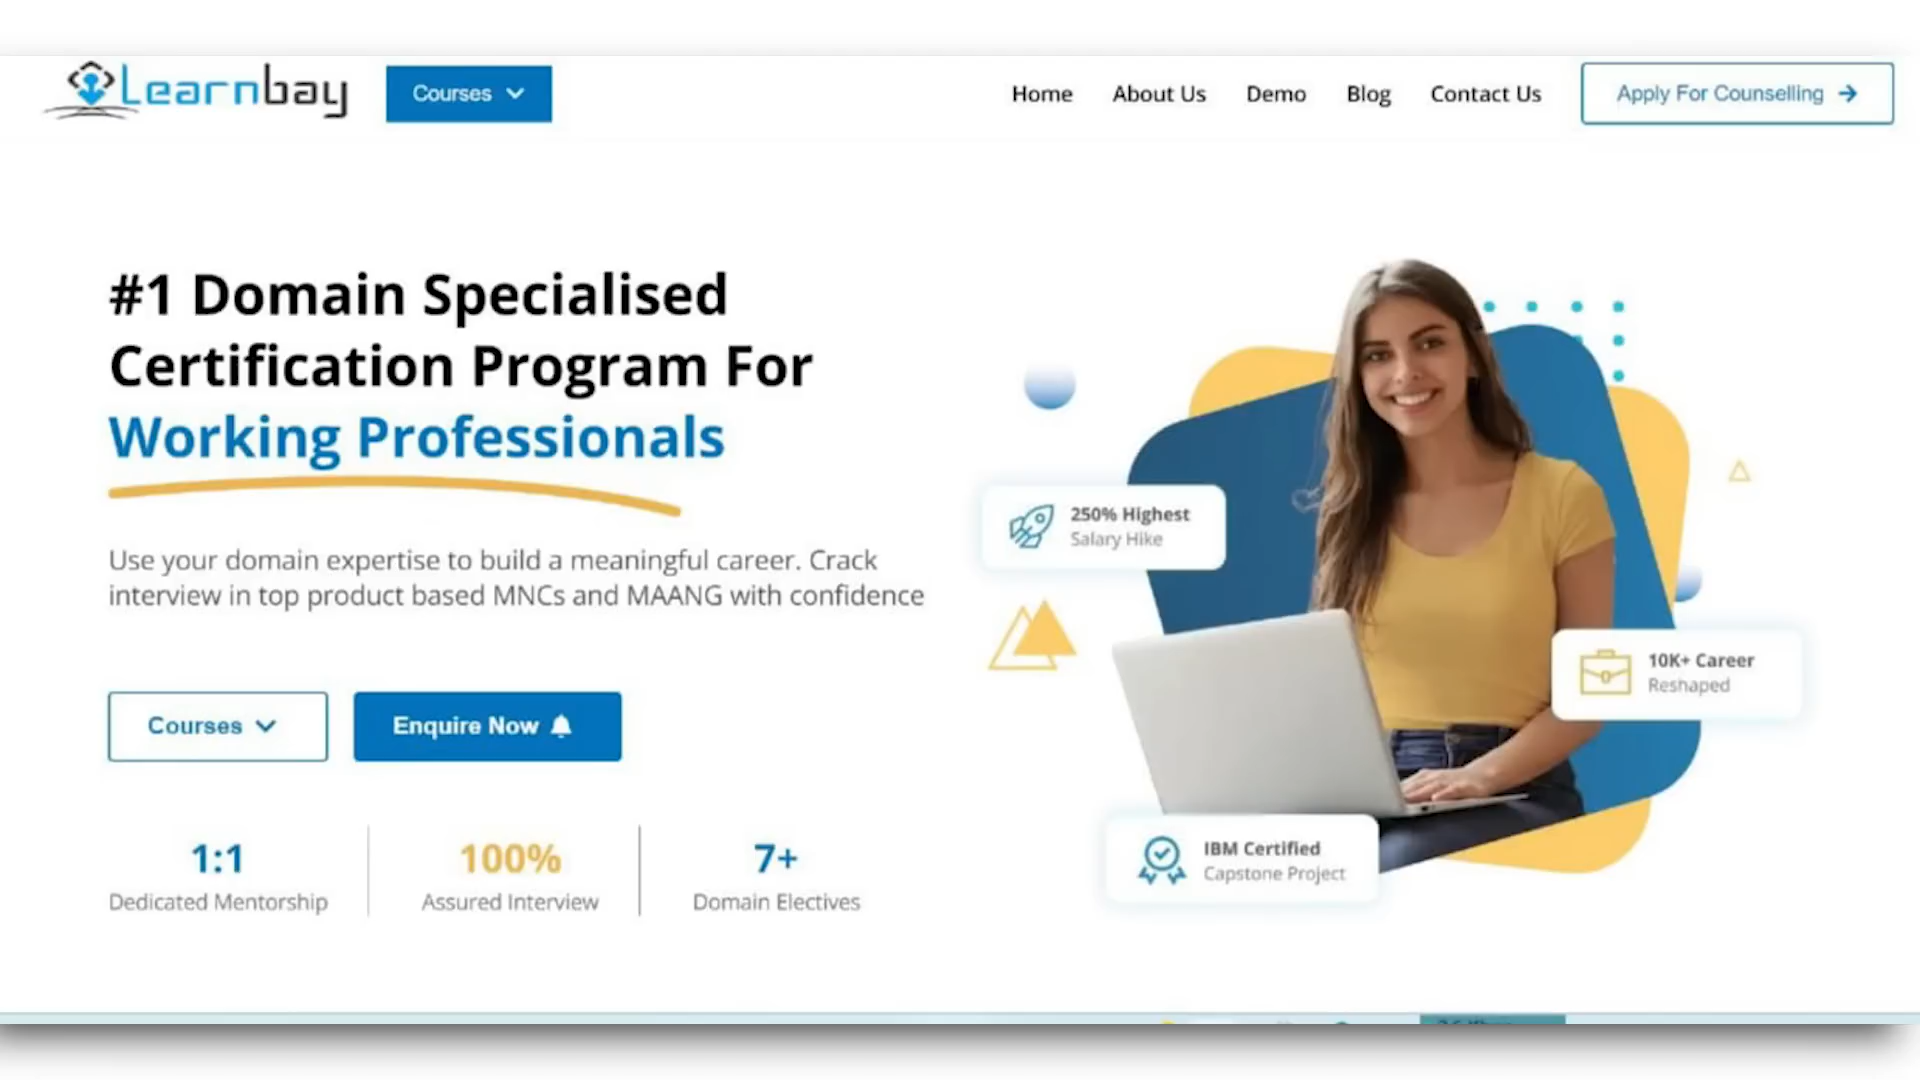 Learnbay
Courses
Home
About Us
Demo
Blog
Contact Us
Apply For Counselling
#1 Domain Specialised
Certification Program For
Working Professionals
Use your domain expertise to build a meaningful career. Crack
interview in top product based MNCs and MAANG with confidence
Courses
Enquire Now
1:1
Dedicated Mentorship
100%
Assured Interview
7+
Domain Electives
250% Highest
Salary Hike
10K+ Career
Reshaped
IBM Certified
Capstone Project